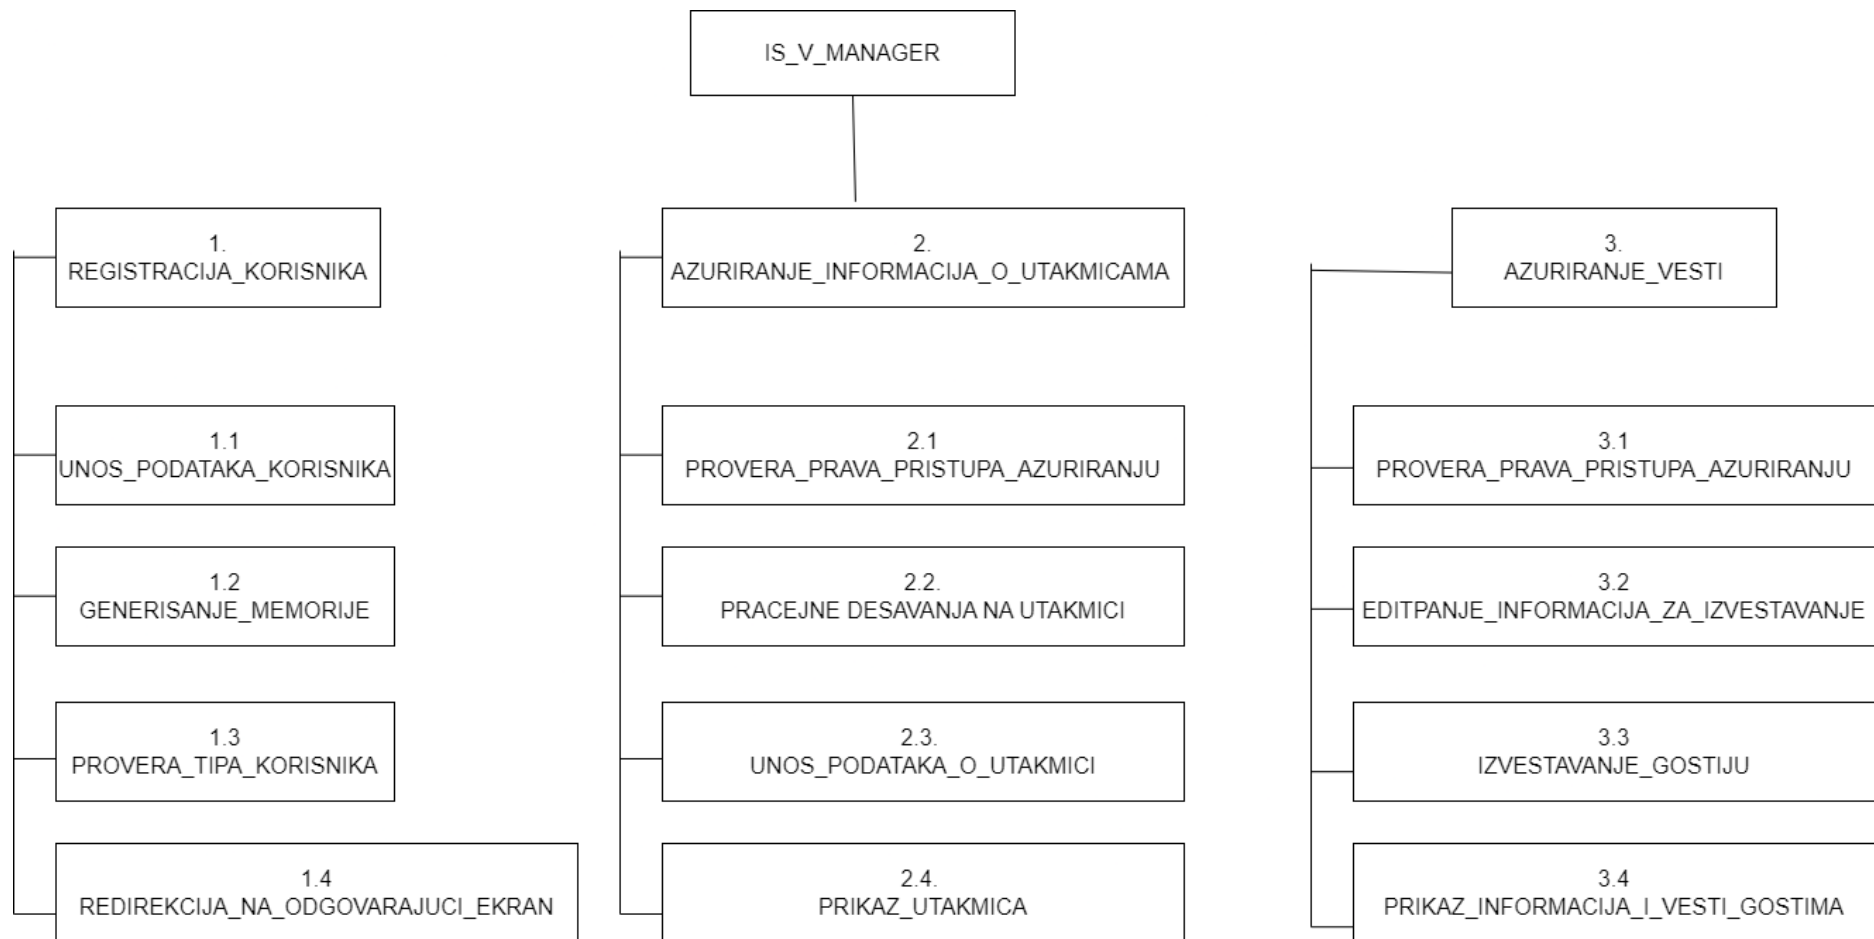 IS_V_MANAGER
1.
REGISTRACIJA_KORISNIKA
2.
AZURIRANJE_INFORMACIJA_O_UTAKMICAMA
3.
AZURIRANJE_VESTI
1.1
UNOS_PODATAKA_KORISNIKA
2.1
PROVERA_PRAVA_PRISTUPA_AZURIRANJU
3.1
PROVERA_PRAVA_PRISTUPA_AZURIRANJU
1.2
GENERISANJE_MEMORIJE
2.2.
PRACEJNE DESAVANJA NA UTAKMICI
3.2
EDITPANJE_INFORMACIJA_ZA_IZVESTAVANJE
1.3
PROVERA_TIPA_KORISNIKA
2.3.
UNOS_PODATAKA_O_UTAKMICI
3.3
IZVESTAVANJE_GOSTIJU
1.4
REDIREKCIJA_NA_ODGOVARAJUCI_EKRAN
2.4.
PRIKAZ_UTAKMICA
3.4
PRIKAZ_INFORMACIJA_I_VESTI_GOSTIMA